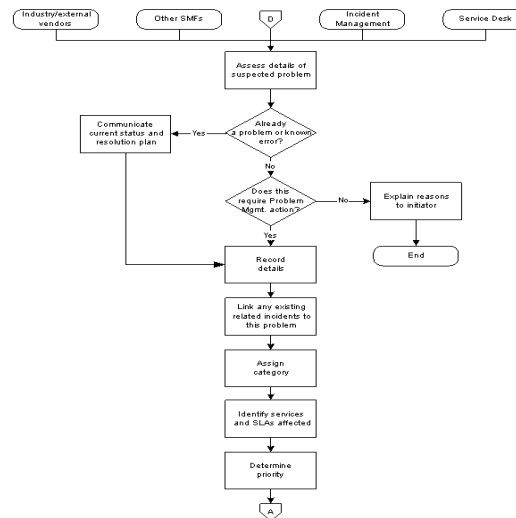 Industry/external
vendors
Other SMFs
D
Incident
Management
Service Desk
Assess details of
suspected problem
Already
a problem or known
error?
Yes
Communicate
current status and
resolution plan
No
Does this
require Problem
Mgmt. action?
No
Explain reasons
to initiator
Yes
End
Record
details
Link any existing
related incidents to
this problem
Assign
category
Identify services
and SLAs affected
Determine
priority
A